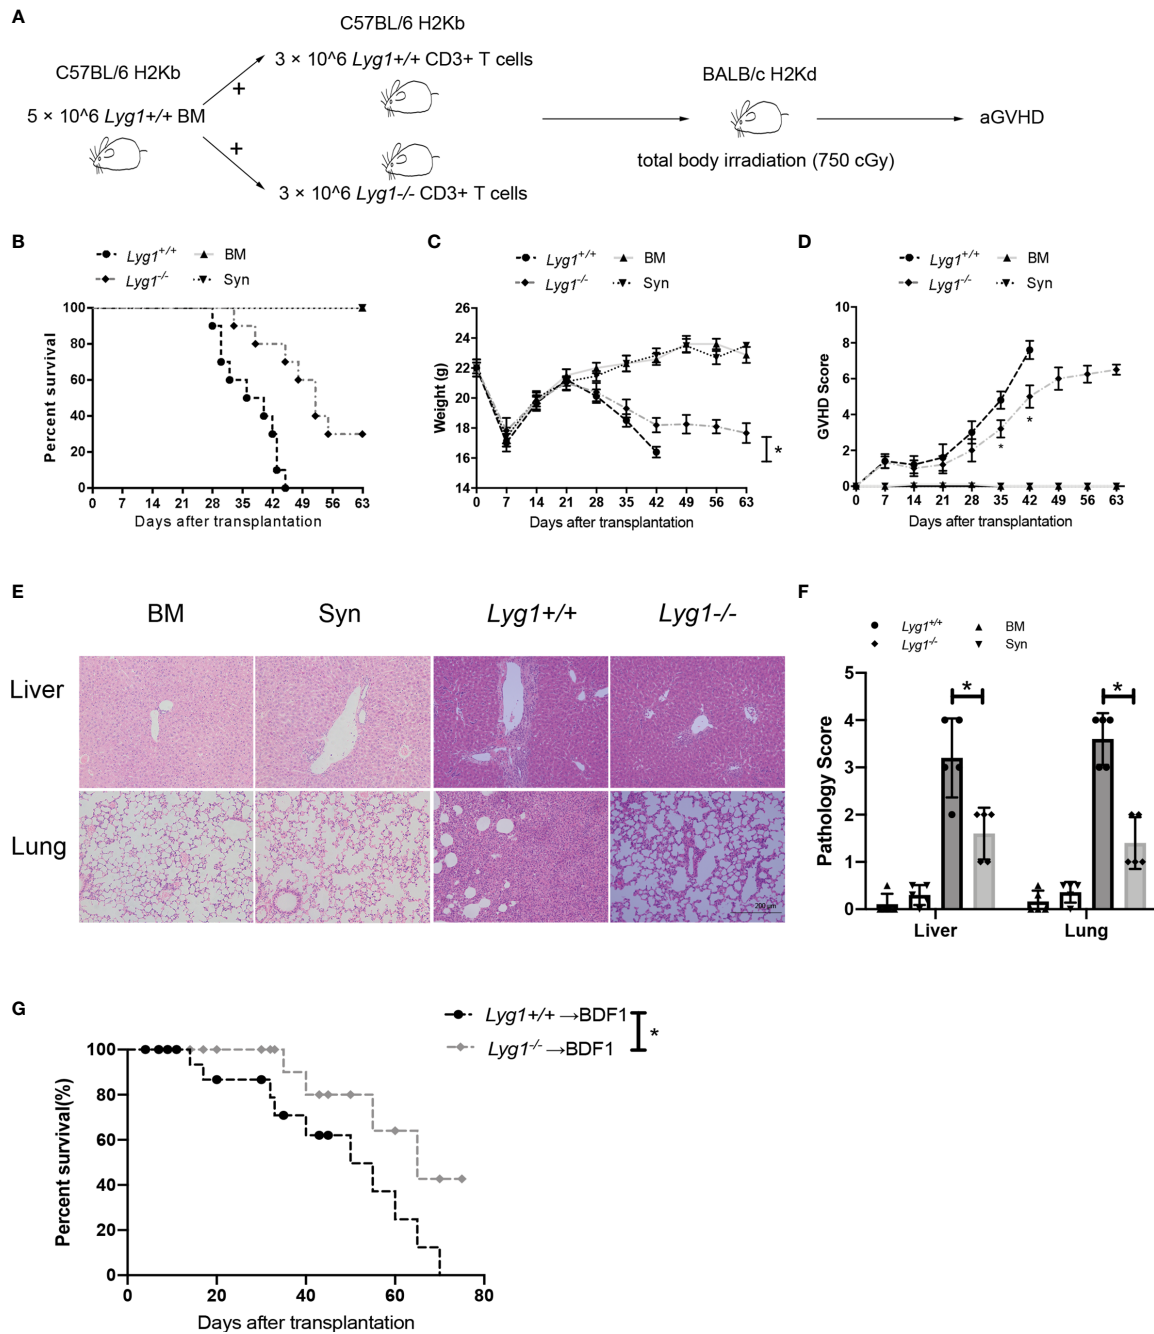 A
C57BL/6 H2Kb
5 × 10^6 Lyg1+/+ BM
+
+
C57BL/6 H2Kb
3 × 10^6 Lyg1+/+ CD3+ T cells
3 × 10^6 Lyg1-/- CD3+ T cells
BALB/c H2Kd
total body irradiation (750 cGy)
aGVHD
B
Lyg1+/+ BM
Lyg1-/- Syn
Percent survival
100
80
60
40
20
0
0 7 14 21 28 35 42 49 56 63
Days after transplantation
C
Lyg1+/+ BM
Lyg1-/- Syn
Weight (g)
26
24
22
20
18
16
14
*
0 7 14 21 28 35 42 49 56 63
Days after transplantation
D
Lyg1+/+ BM
Lyg1-/- Syn
GVHD Score
10
8
6
4
2
0
* *
0 7 14 21 28 35 42 49 56 63
Days after transplantation
E
BM Syn Lyg1+/+ Lyg1-/-
Liver
Lung
200 μm
F
Lyg1+/+ BM
Lyg1-/- Syn
Pathology Score
5
4
3
2
1
0
* *
Liver Lung
G
Lyg1+/+ →BDF1
Lyg1-/- →BDF1
*
Percent survival(%)
100
80
60
40
20
0
0 20 40 60 80
Days after transplantation